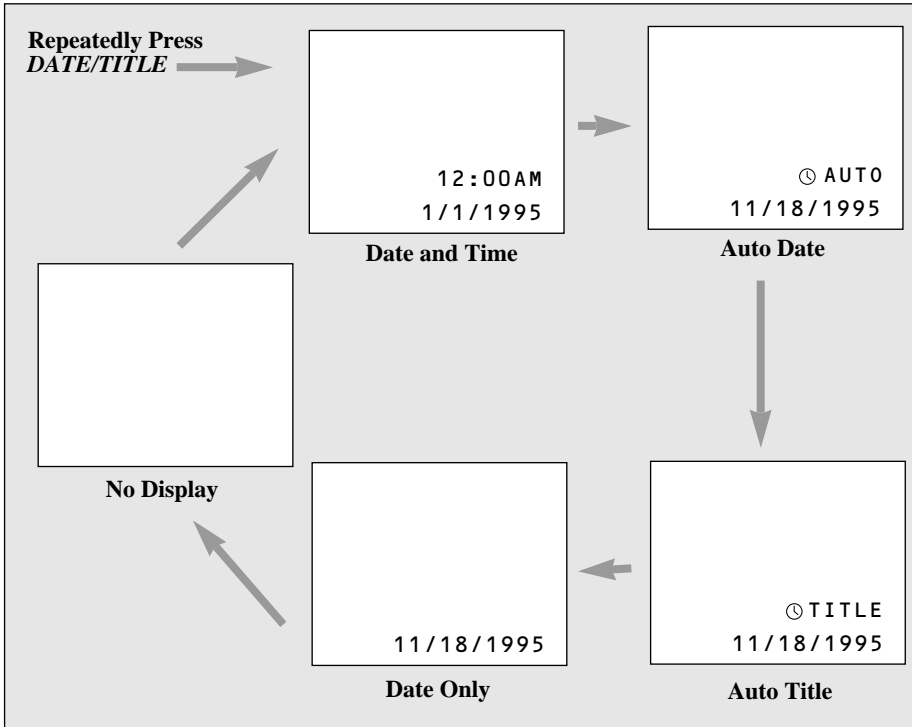 Repeatedly Press
DATE/TITLE
12:00AM
1/1/1995
Date and Time
AUTO
11/18/1995
Auto Date
No Display
11/18/1995
Date Only
TITLE
11/18/1995
Auto Title